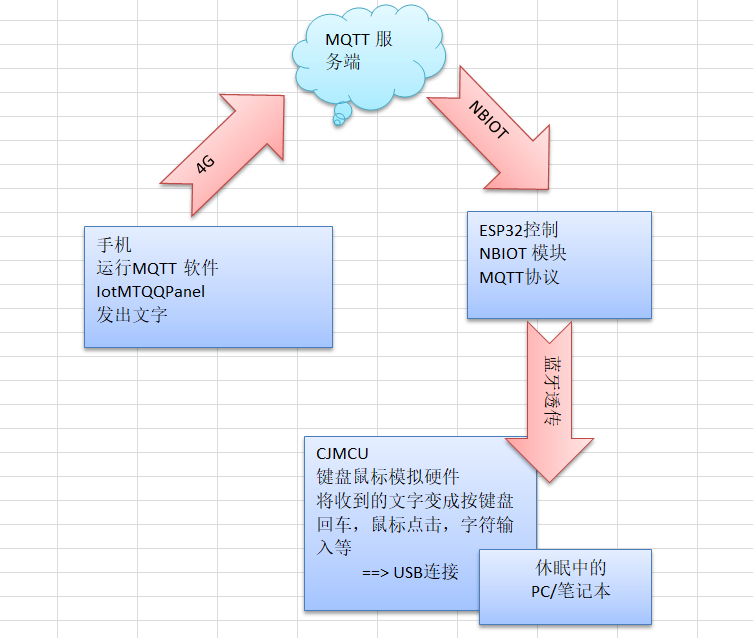 MQTT 服
务端
4G
NBIOT
手机
运行MQTT 软件
IotMTQQPanel
发出文字
ESP32控制
NBIOT 模块
MQTT协议
蓝牙透传
CJMCU
键盘鼠标模拟硬件
将收到的文字变成按键盘
回车，鼠标点击，字符输
入等
==> USB连接
休眠中的
PC/笔记本